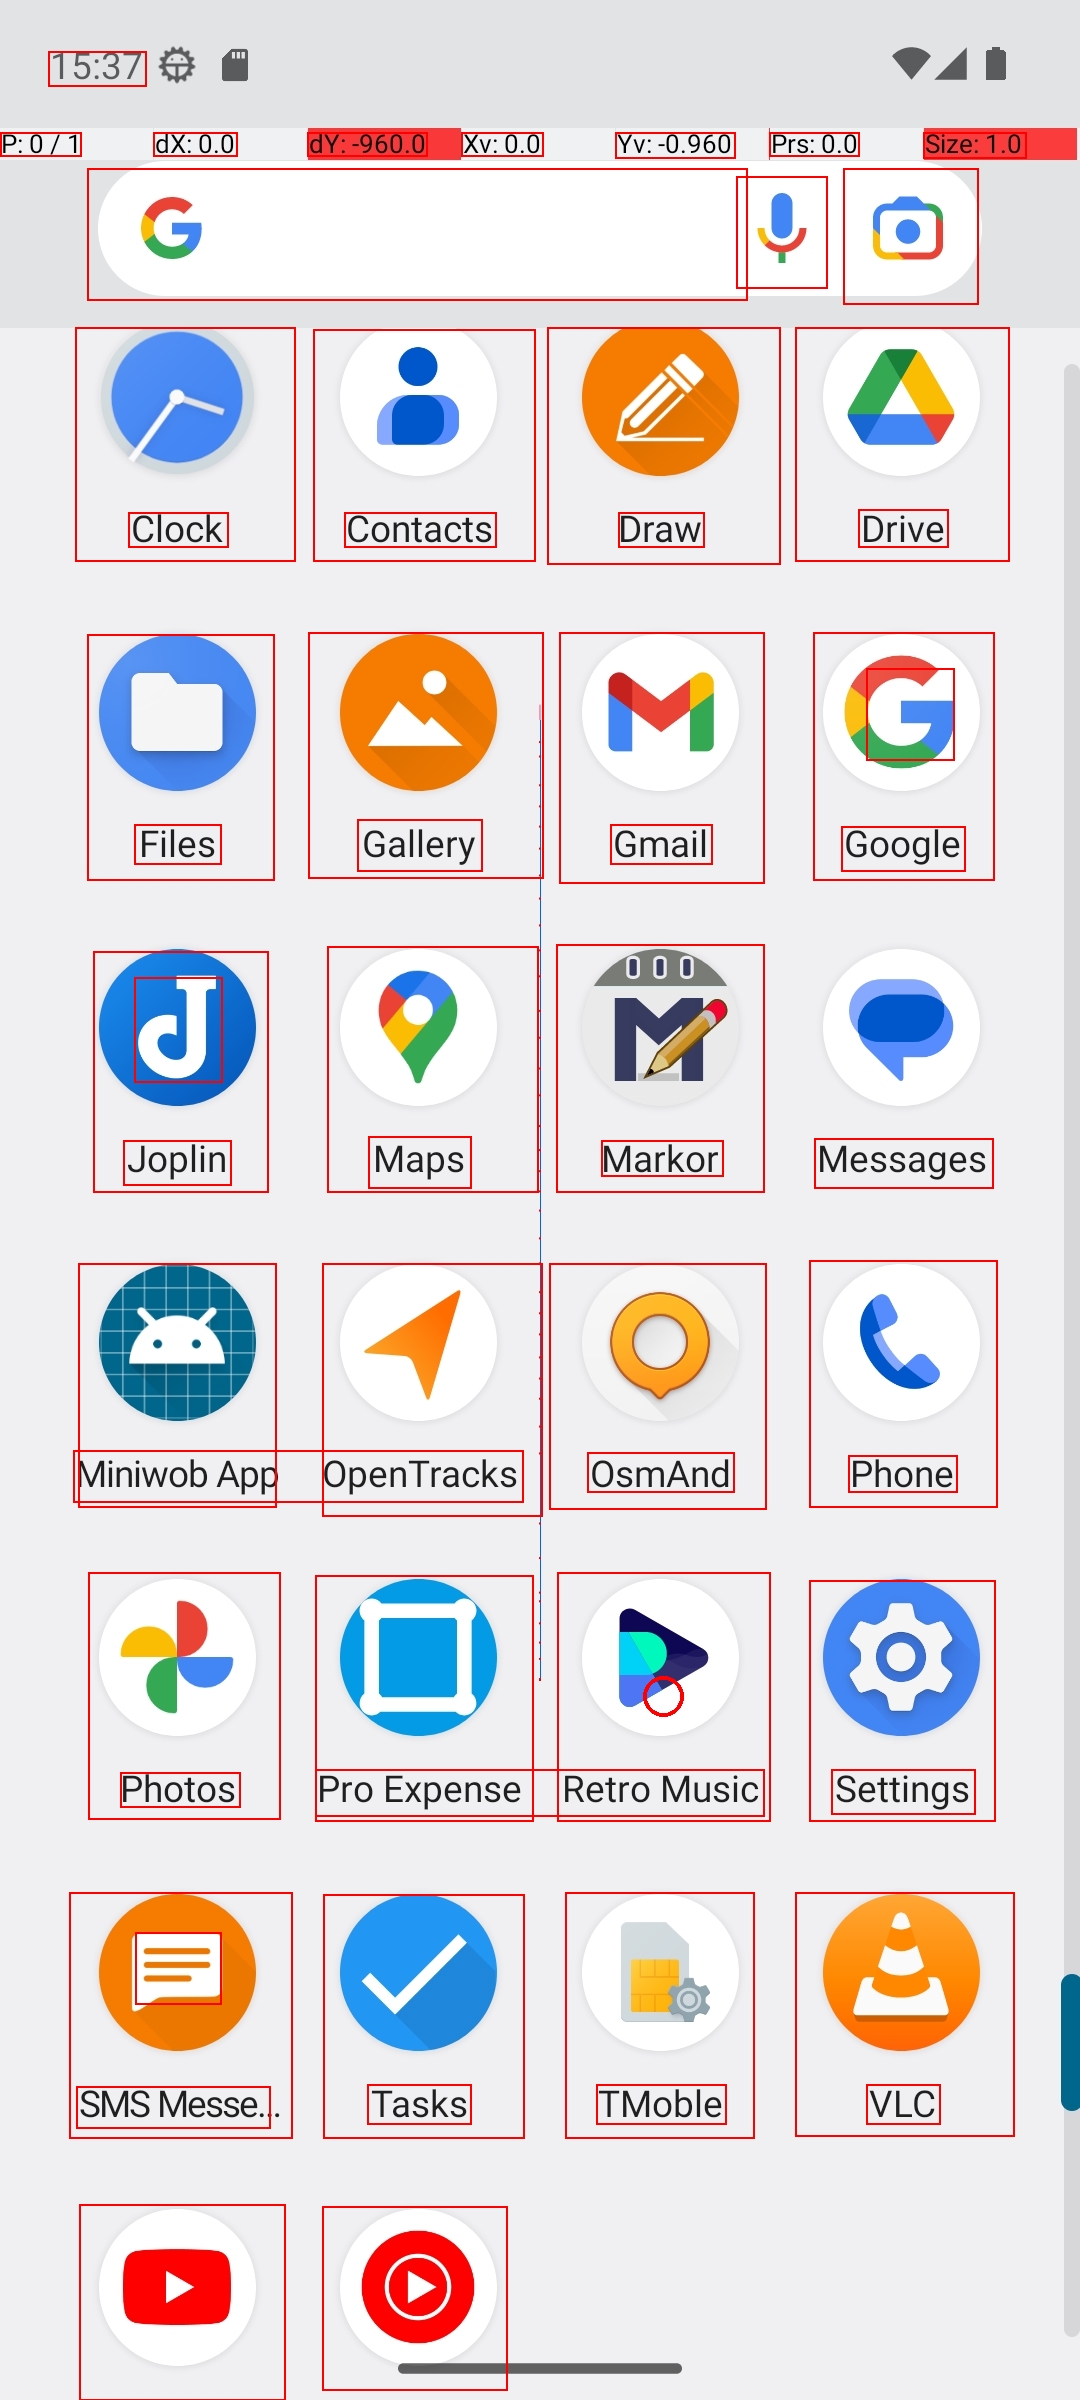 15:37
P: 0 / 1 dX: 0.0 dY: -960.0 Xv: 0.0 Yv: -0.960 Prs: 0.0 Size: 1.0
Clock Contacts Draw Drive
Files Gallery Gmail Google
Joplin Maps Markor Messages
Miniwob App OpenTracks OsmAnd Phone
Photos Pro Expense Retro Music Settings
SMS Messe... Tasks TMoble VLC